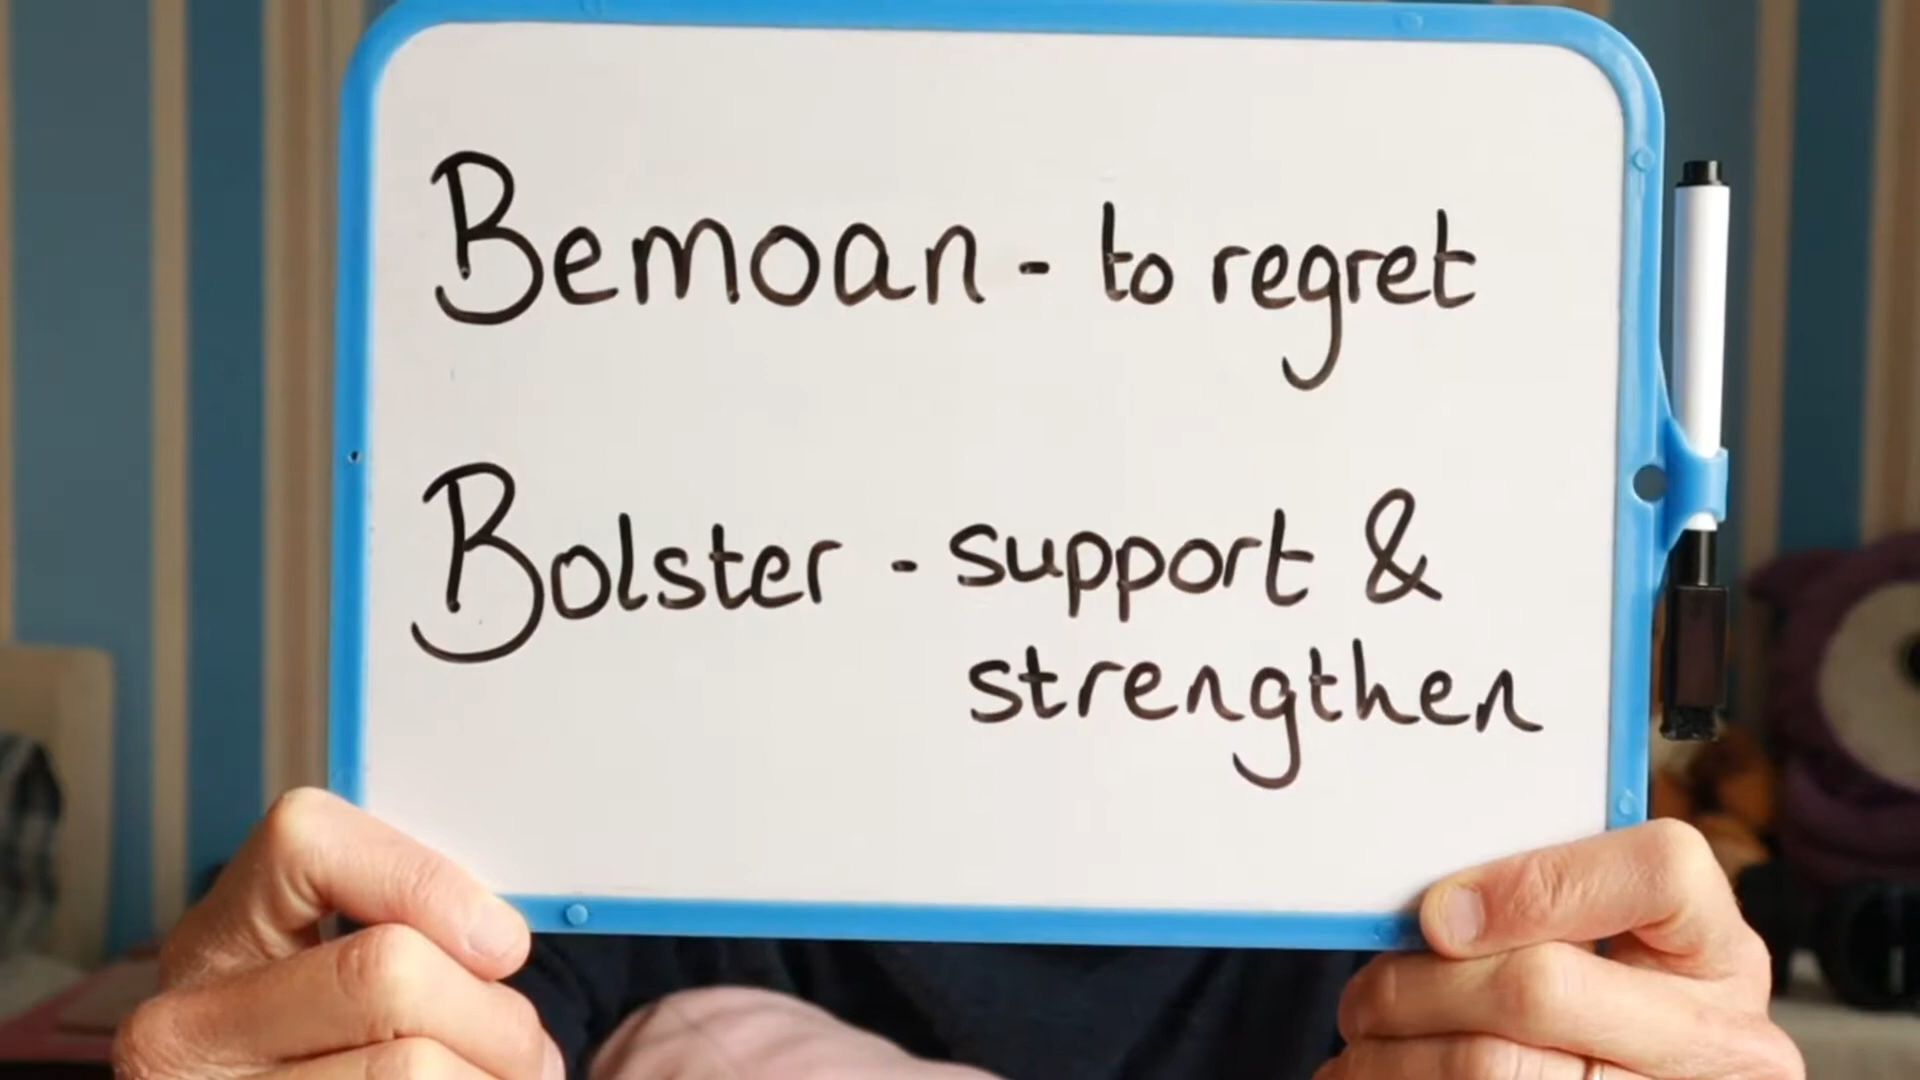 Bemoan - to regret
Bolster - support &
strengthen